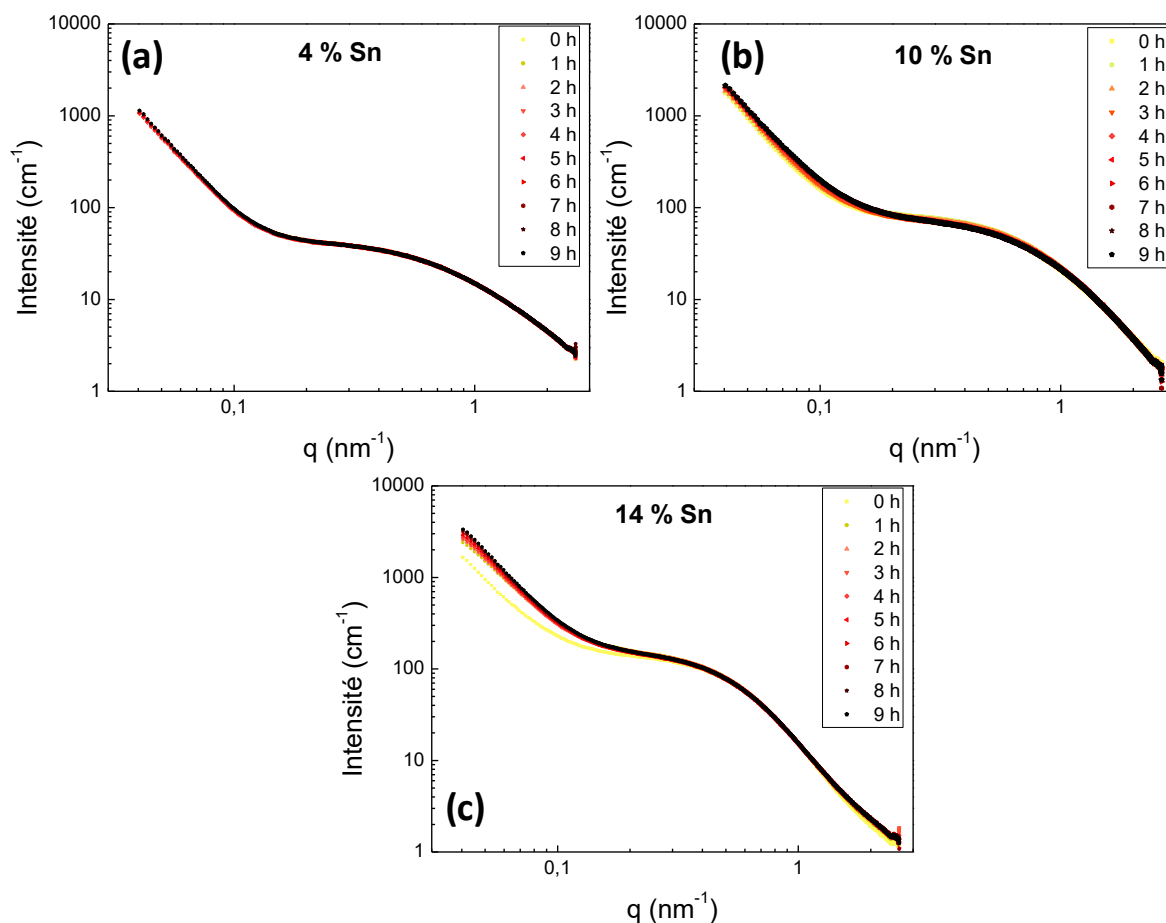 (a)
4 % Sn
10000
1000
100
10
1
0,1
1
Intensité (cm-1)
q (nm-1)
0 h
1 h
2 h
3 h
4 h
5 h
6 h
7 h
8 h
9 h
(b)
10 % Sn
10000
1000
100
10
1
0,1
1
Intensité (cm-1)
q (nm-1)
0 h
1 h
2 h
3 h
4 h
5 h
6 h
7 h
8 h
9 h
14 % Sn
(c)
10000
1000
100
10
1
0,1
1
Intensité (cm-1)
q (nm-1)
0 h
1 h
2 h
3 h
4 h
5 h
6 h
7 h
8 h
9 h